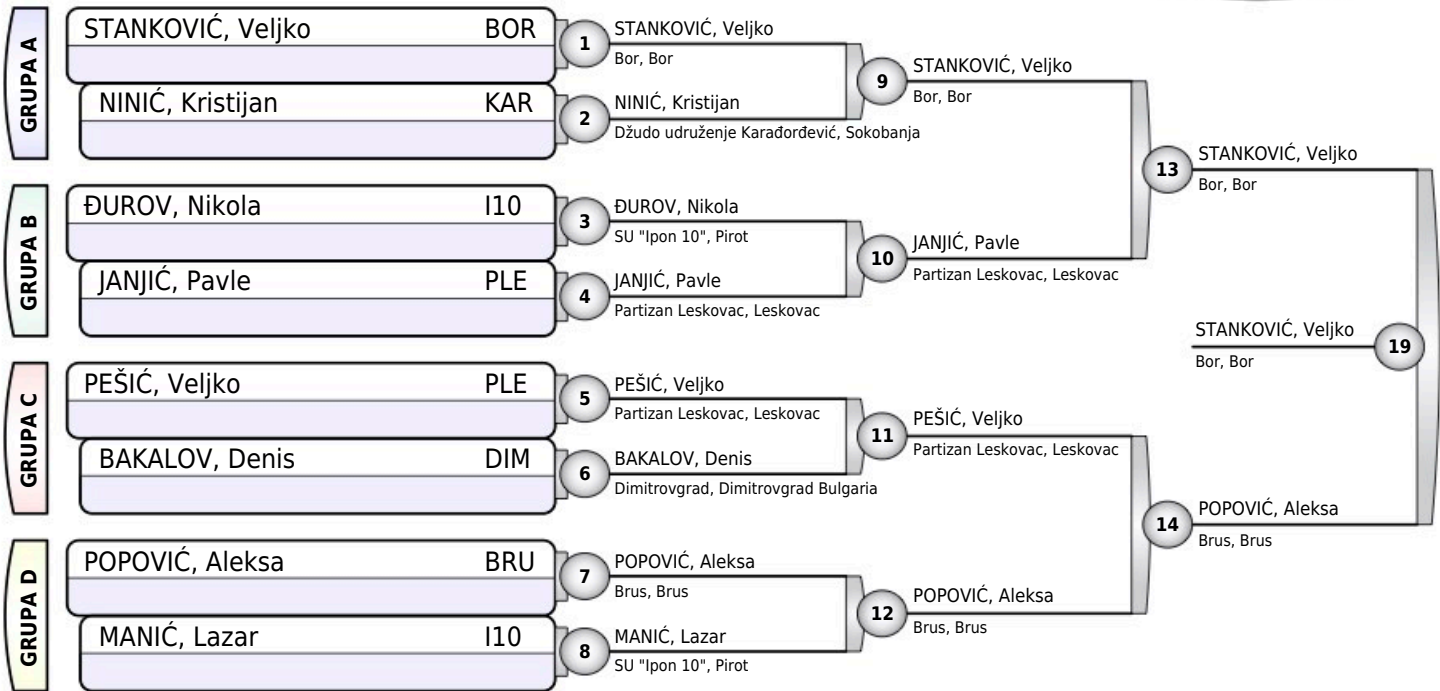 GRUPA A
STANKOVIĆ, Veljko BOR
NINIĆ, Kristijan KAR
GRUPA B
ĐUROV, Nikola I10
JANJIĆ, Pavle PLE
GRUPA C
PEŠIĆ, Veljko PLE
BAKALOV, Denis DIM
GRUPA D
POPOVIĆ, Aleksa BRU
MANIĆ, Lazar I10
1
STANKOVIĆ, Veljko
Bor, Bor
2
NINIĆ, Kristijan
Džudo udruženje Karađorđević, Sokobanja
3
ĐUROV, Nikola
SU "Ipon 10", Pirot
4
JANJIĆ, Pavle
Partizan Leskovac, Leskovac
5
PEŠIĆ, Veljko
Partizan Leskovac, Leskovac
6
BAKALOV, Denis
Dimitrovgrad, Dimitrovgrad Bulgaria
7
POPOVIĆ, Aleksa
Brus, Brus
8
MANIĆ, Lazar
SU "Ipon 10", Pirot
9
STANKOVIĆ, Veljko
Bor, Bor
10
JANJIĆ, Pavle
Partizan Leskovac, Leskovac
11
PEŠIĆ, Veljko
Partizan Leskovac, Leskovac
12
POPOVIĆ, Aleksa
Brus, Brus
13
STANKOVIĆ, Veljko
Bor, Bor
14
POPOVIĆ, Aleksa
Brus, Brus
STANKOVIĆ, Veljko
Bor, Bor
19